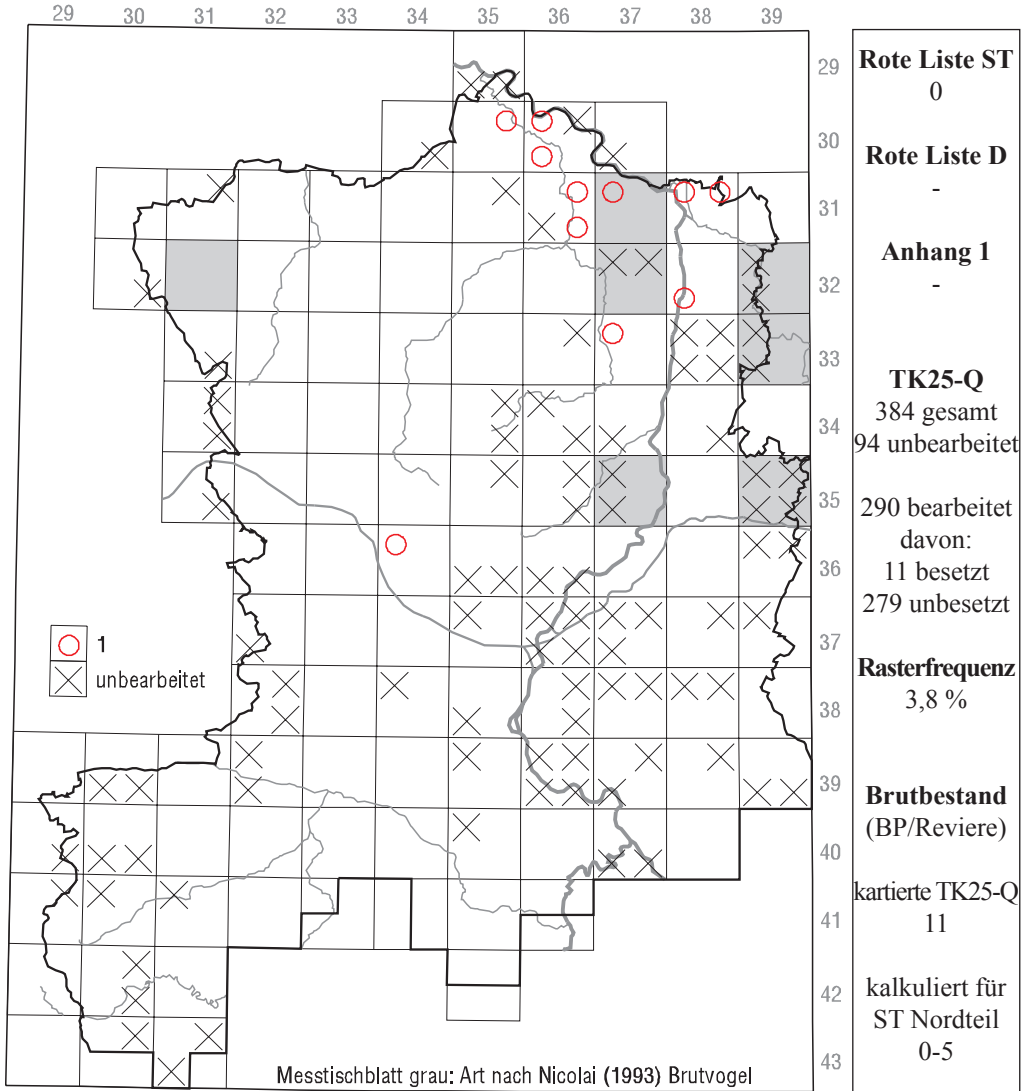 29 30 31 32 33 34 35 36 37 38 39
29
30
31
32
33
34
35
36
37
38
39
40
41
42
43
1
unbearbeitet
Messtischblatt grau: Art nach Nicolai (1993) Brutvogel
Rote Liste ST
0
Rote Liste D
-
Anhang 1
-
TK25-Q
384 gesamt
94 unbearbeitet
290 bearbeitet
davon:
11 besetzt
279 unbesetzt
Rasterfrequenz
3,8 %
Brutbestand
(BP/Reviere)
kartierte TK25-Q
11
kalkuliert für
ST Nordteil
0-5